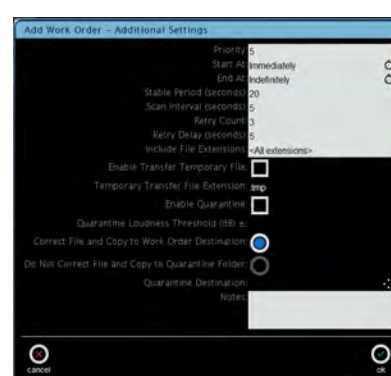 Add Work Order - Additional Settings
Priority: 5
Start At: Immediately
End At: Indefinitely
Stable Period (seconds): 20
Scan Interval (seconds): 5
Retry Count: 3
Retry Delay (seconds): 5
Include File Extensions: <All extensions>
Enable Transfer Temporary File:
Temporary Transfer File Extension: .tmp
Enable Quarantine:
Quarantine Loudness Threshold (dB) ±:
Correct File and Copy to Work Order Destination:
Do Not Correct File and Copy to Quarantine Folder:
Quarantine Destination:
Notes:
cancel
ok